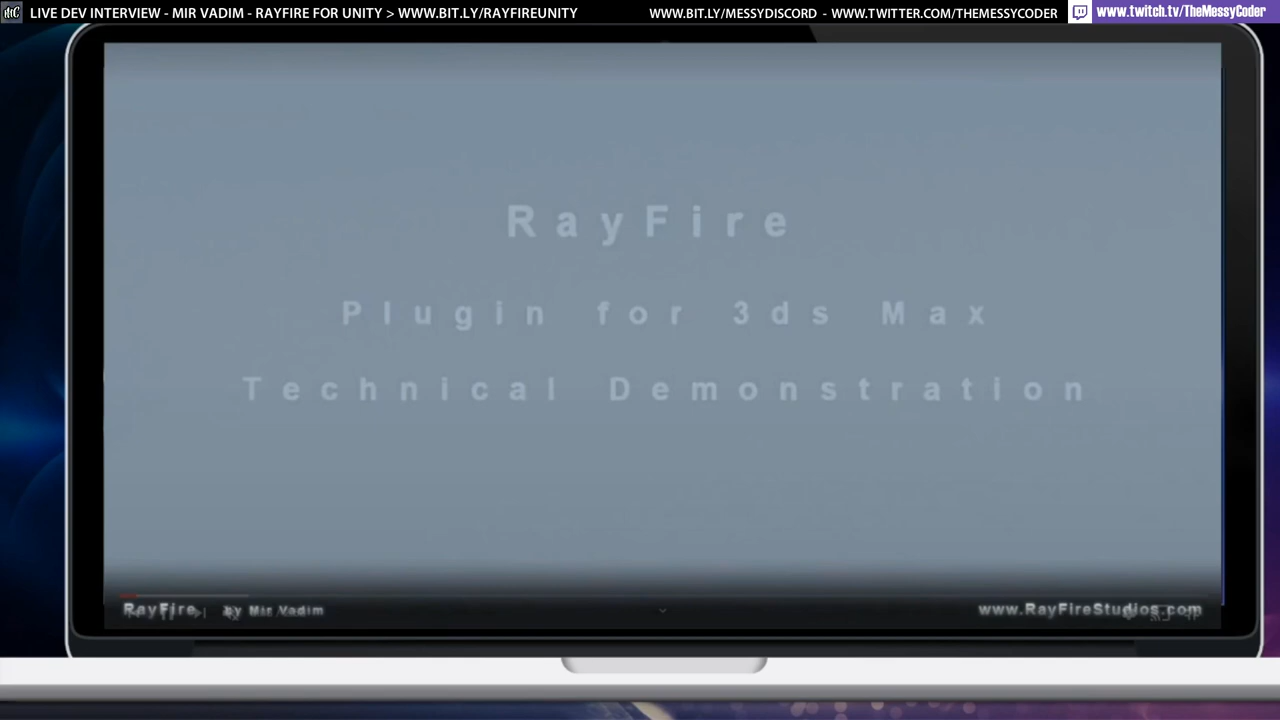 LIVE DEV INTERVIEW - MIR VADIM - RAYFIRE FOR UNITY > WWW.BIT.LY/RAYFIREUNITY
WWW.BIT.LY/MESSYDISCORD - WWW.TWITTER.COM/THEMESSYCODER
www.twitch.tv/TheMessyCoder
RayFire
Plugin for 3ds Max
Technical Demonstration
RayFire by Mir Vadim
www.RayFireStudios.com